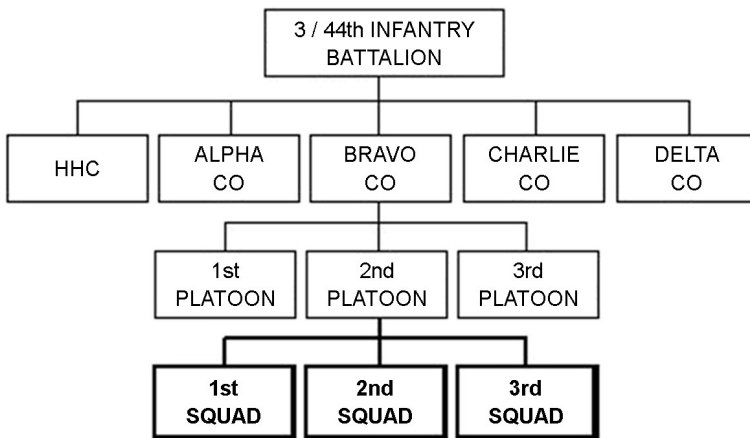 3 / 44th INFANTRY
BATTALION
HHC
ALPHA
CO
BRAVO
CO
CHARLIE
CO
DELTA
CO
1st
PLATOON
2nd
PLATOON
3rd
PLATOON
1st
SQUAD
2nd
SQUAD
3rd
SQUAD